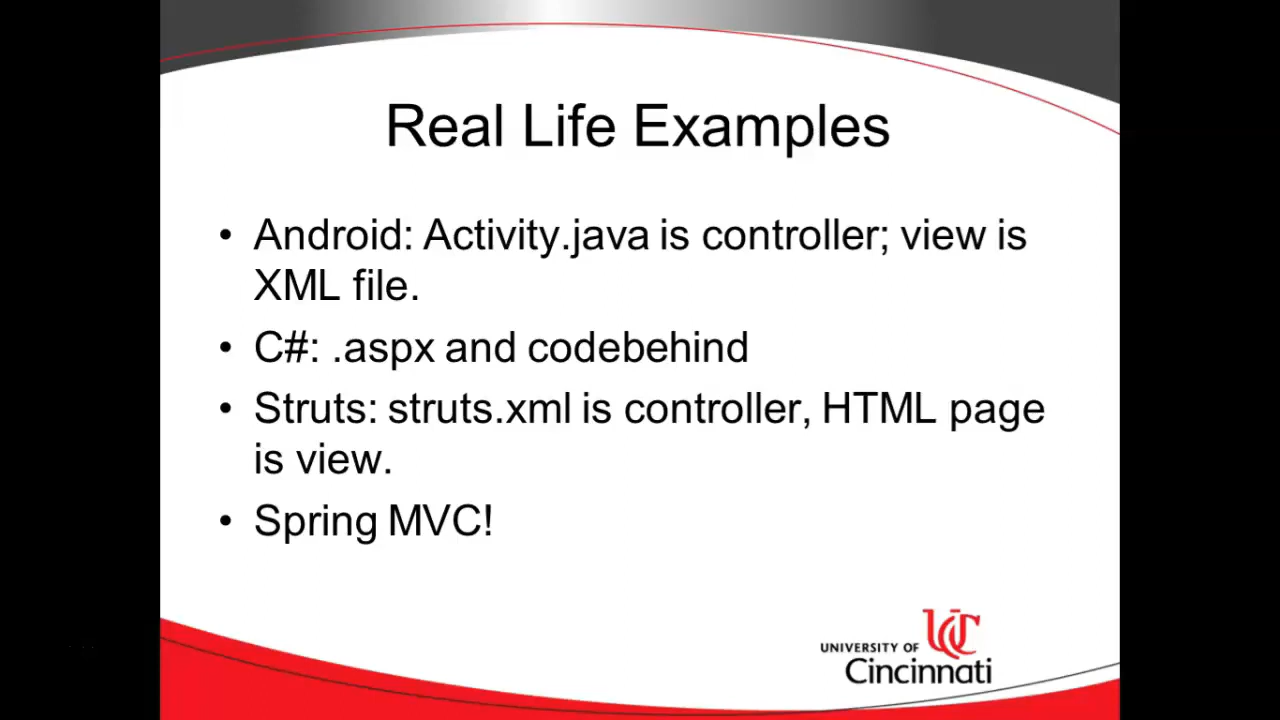 Real Life Examples
• Android: Activity.java is controller; view is
XML file.
• C#: .aspx and codebehind
• Struts: struts.xml is controller, HTML page
is view.
• Spring MVC!
UC
UNIVERSITY OF
Cincinnati